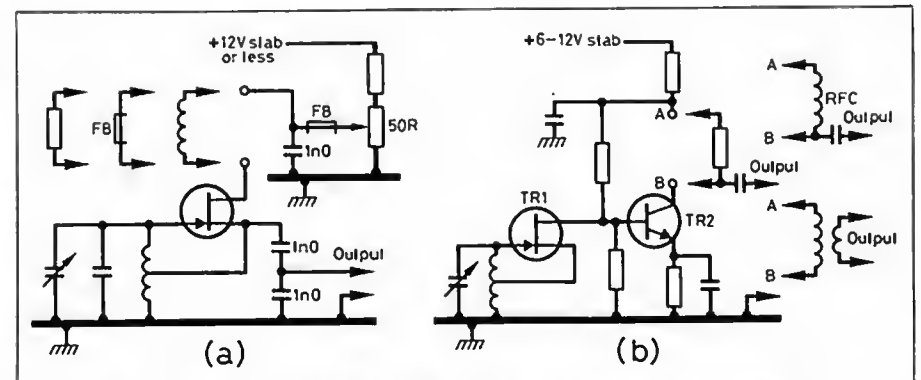 +12V slab
or less
FB
FB
50R
1n0
1n0
Output
1n0
(a)
+6–12V stab
A
A
RFC
B
Output
Output
B
TR1
TR2
A
Output
B
(b)